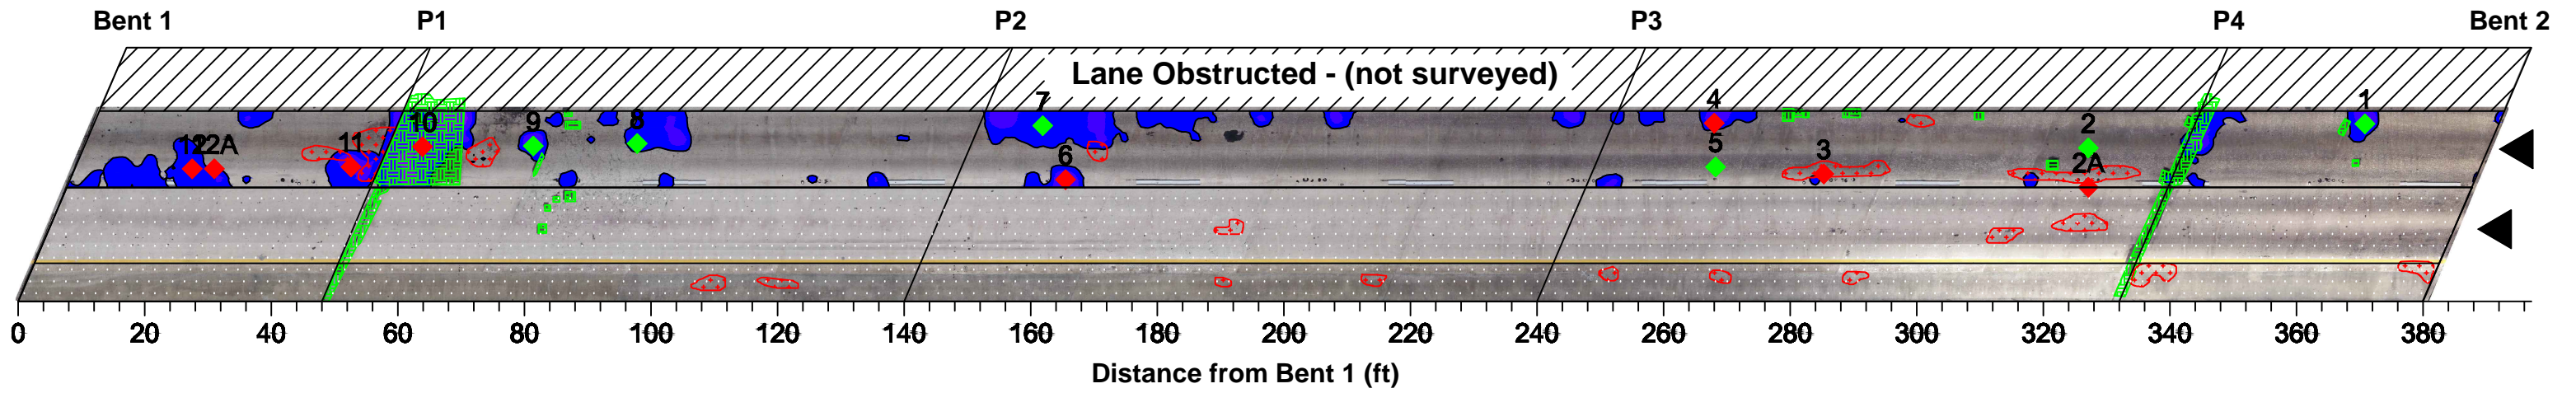 Bent 1 P1 P2 P3 P4 Bent 2
Lane Obstructed - (not surveyed)
7 4 1
10 9 8 2
12 12A 11 6 5 3 2A
0 20 40 60 80 100 120 140 160 180 200 220 240 260 280 300 320 340 360 380
Distance from Bent 1 (ft)